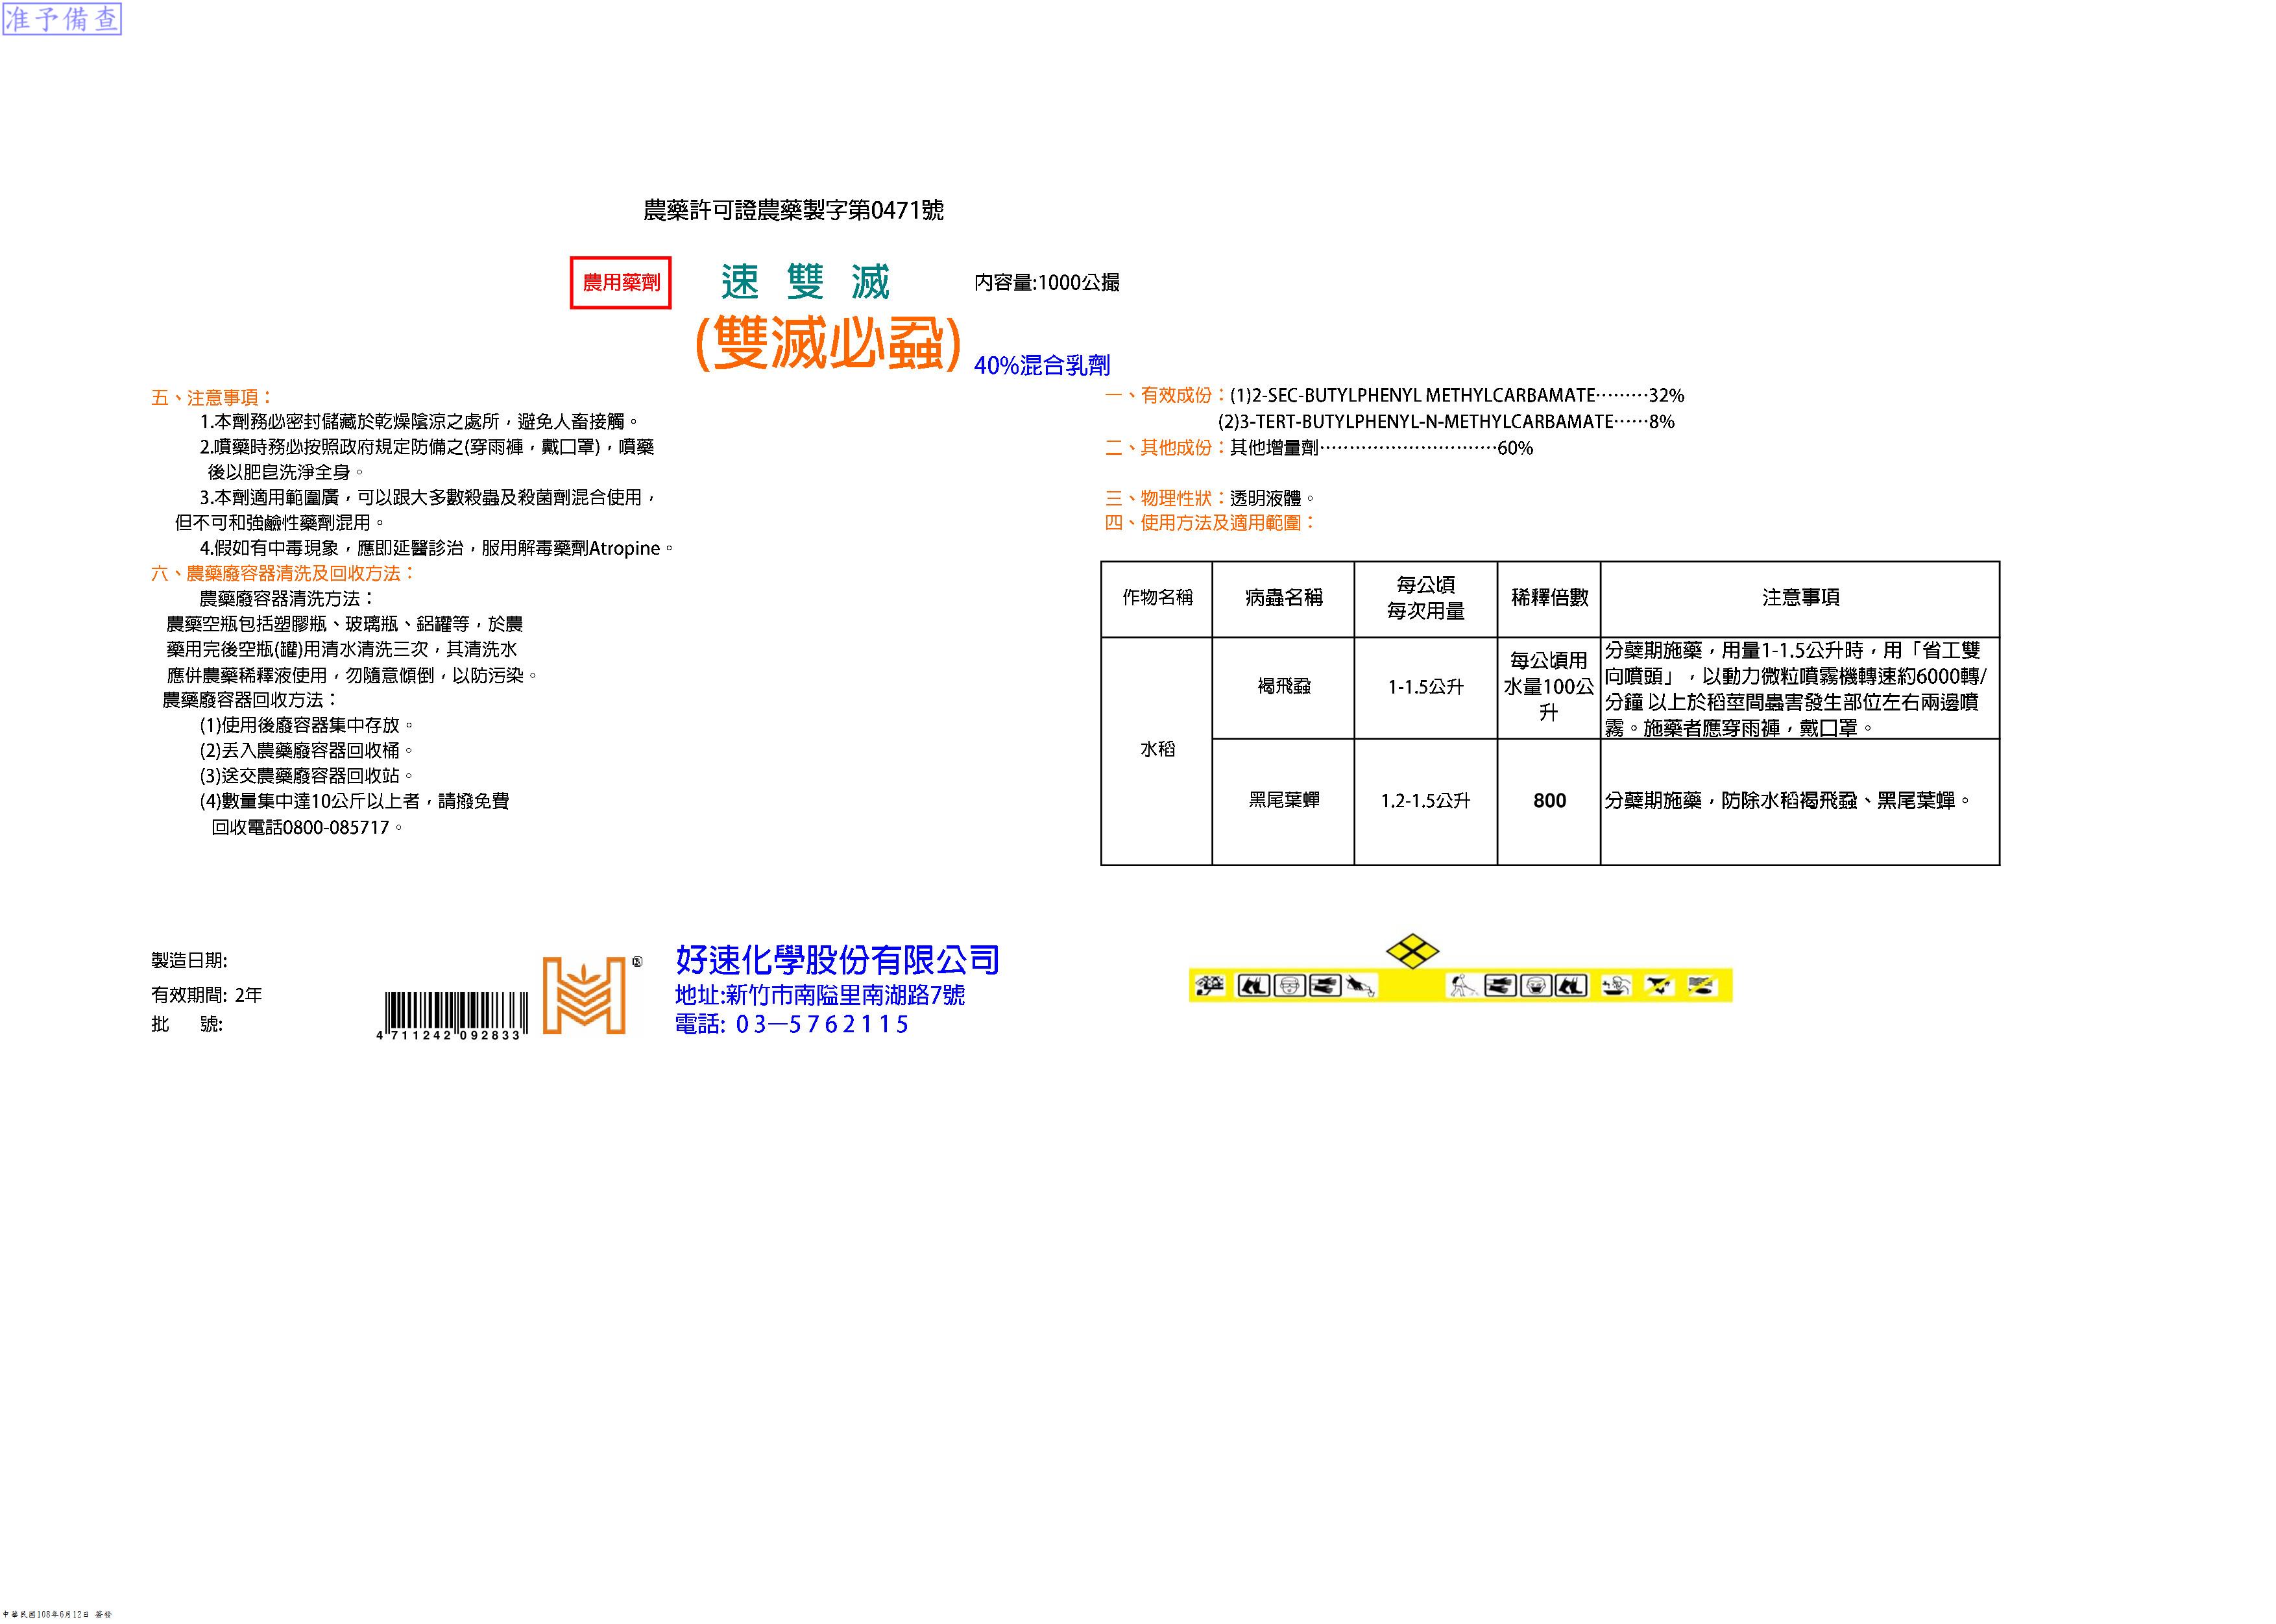 准予備查
農藥許可證農藥製字第0471號
農用藥劑
速雙滅
內容量:1000公撮
(雙滅必蝨)
40%混合乳劑
五、注意事項：
1.本劑務必密封儲藏於乾燥陰涼之處所，避免人畜接觸。
2.噴藥時務必按照政府規定防備之(穿雨褲，戴口罩)，噴藥
後以肥皂洗淨全身。
3.本劑適用範圍廣，可以跟大多數殺蟲及殺菌劑混合使用，
但不可和強鹼性藥劑混用。
4.假如有中毒現象，應即延醫診治，服用解毒藥劑Atropine。
六、農藥廢容器清洗及回收方法：
農藥廢容器清洗方法：
農藥空瓶包括塑膠瓶、玻璃瓶、鋁罐等，於農
藥用完後空瓶(罐)用清水清洗三次，其清洗水
應併農藥稀釋液使用，勿隨意傾倒，以防污染。
農藥廢容器回收方法：
(1)使用後廢容器集中存放。
(2)丟入農藥廢容器回收桶。
(3)送交農藥廢容器回收站。
(4)數量集中達10公斤以上者，請撥免費
回收電話0800-085717。
一、有效成份：(1)2-SEC-BUTYLPHENYL METHYLCARBAMATE·········32%
(2)3-TERT-BUTYLPHENYL-N-METHYLCARBAMATE······8%
二、其他成份：其他增量劑······························60%
三、物理性狀：透明液體。
四、使用方法及適用範圍：
作物名稱
病蟲名稱
每公頃
每次用量
稀釋倍數
注意事項
水稻
褐飛蝨
1-1.5公升
每公頃用
水量100公
升
分蘗期施藥，用量1-1.5公升時，用「省工雙
向噴頭」，以動力微粒噴霧機轉速約6000轉/
分鐘 以上於稻莖間蟲害發生部位左右兩邊噴
霧。施藥者應穿雨褲，戴口罩。
黑尾葉蟬
1.2-1.5公升
800
分蘗期施藥，防除水稻褐飛蝨、黑尾葉蟬。
製造日期:
有效期間: 2年
批 號:
4 711242 092833
好速化學股份有限公司
地址:新竹市南隘里南湖路7號
電話: 03—5762115
中華民國108年6月12日 簽發